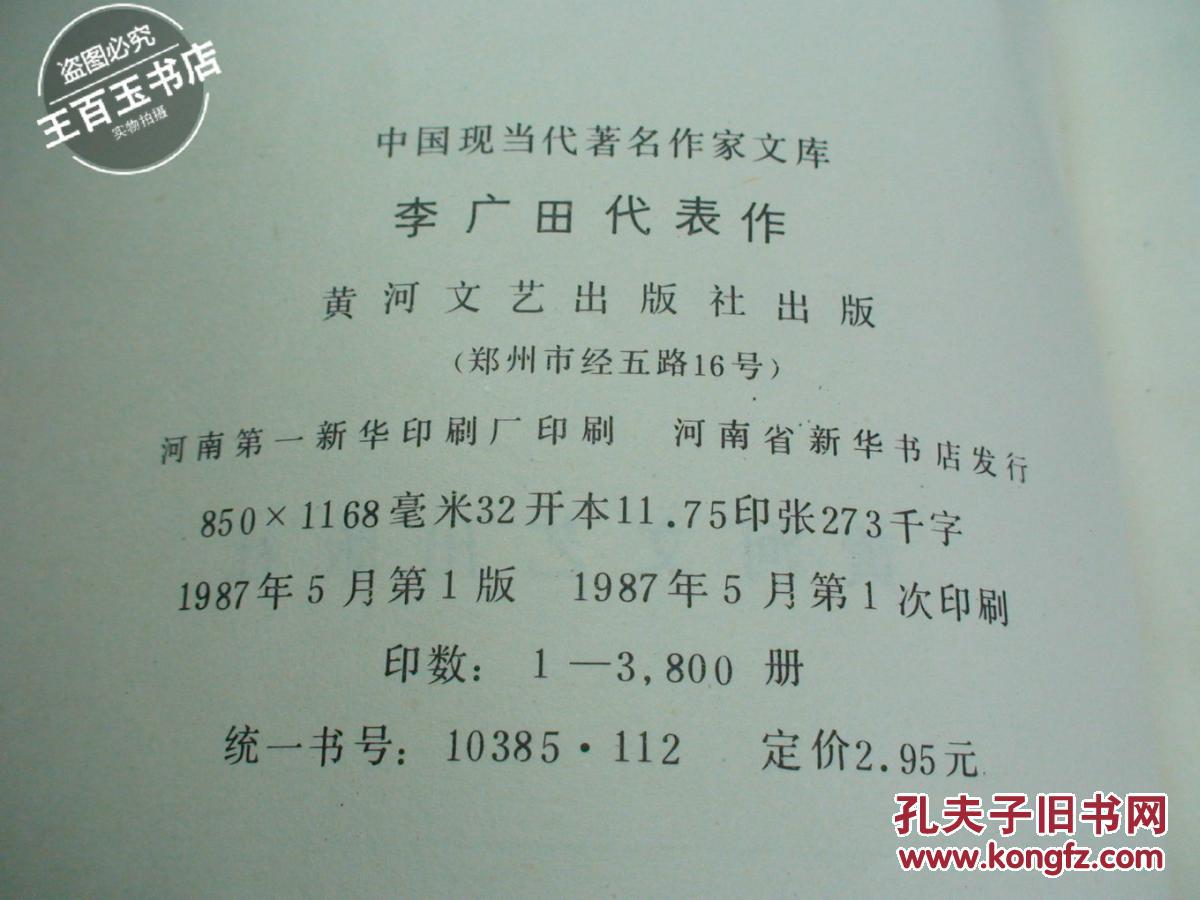 盗图必究
王百玉书店
实物拍摄
中国现当代著名作家文库
李广田代表作
黄河文艺出版社出版
(郑州市经五路16号)
河南第一新华印刷厂印刷 河南省新华书店发行
850×1168毫米32开本11.75印张273千字
1987年5月第1版 1987年5月第1次印刷
印数：1—3,800 册
统一书号：10385·112 定价2.95元
孔夫子旧书网
www.kongfz.com